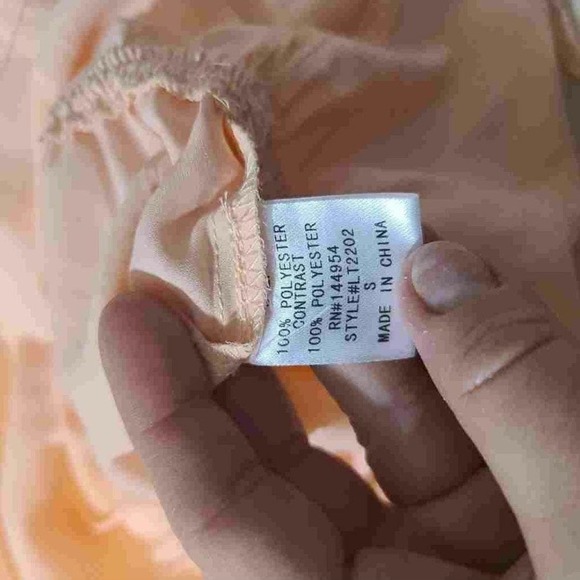 100% POLYESTER
CONTRAST
100% POLYESTER
RN#144954
STYLE#LT2202
S
MADE IN CHINA